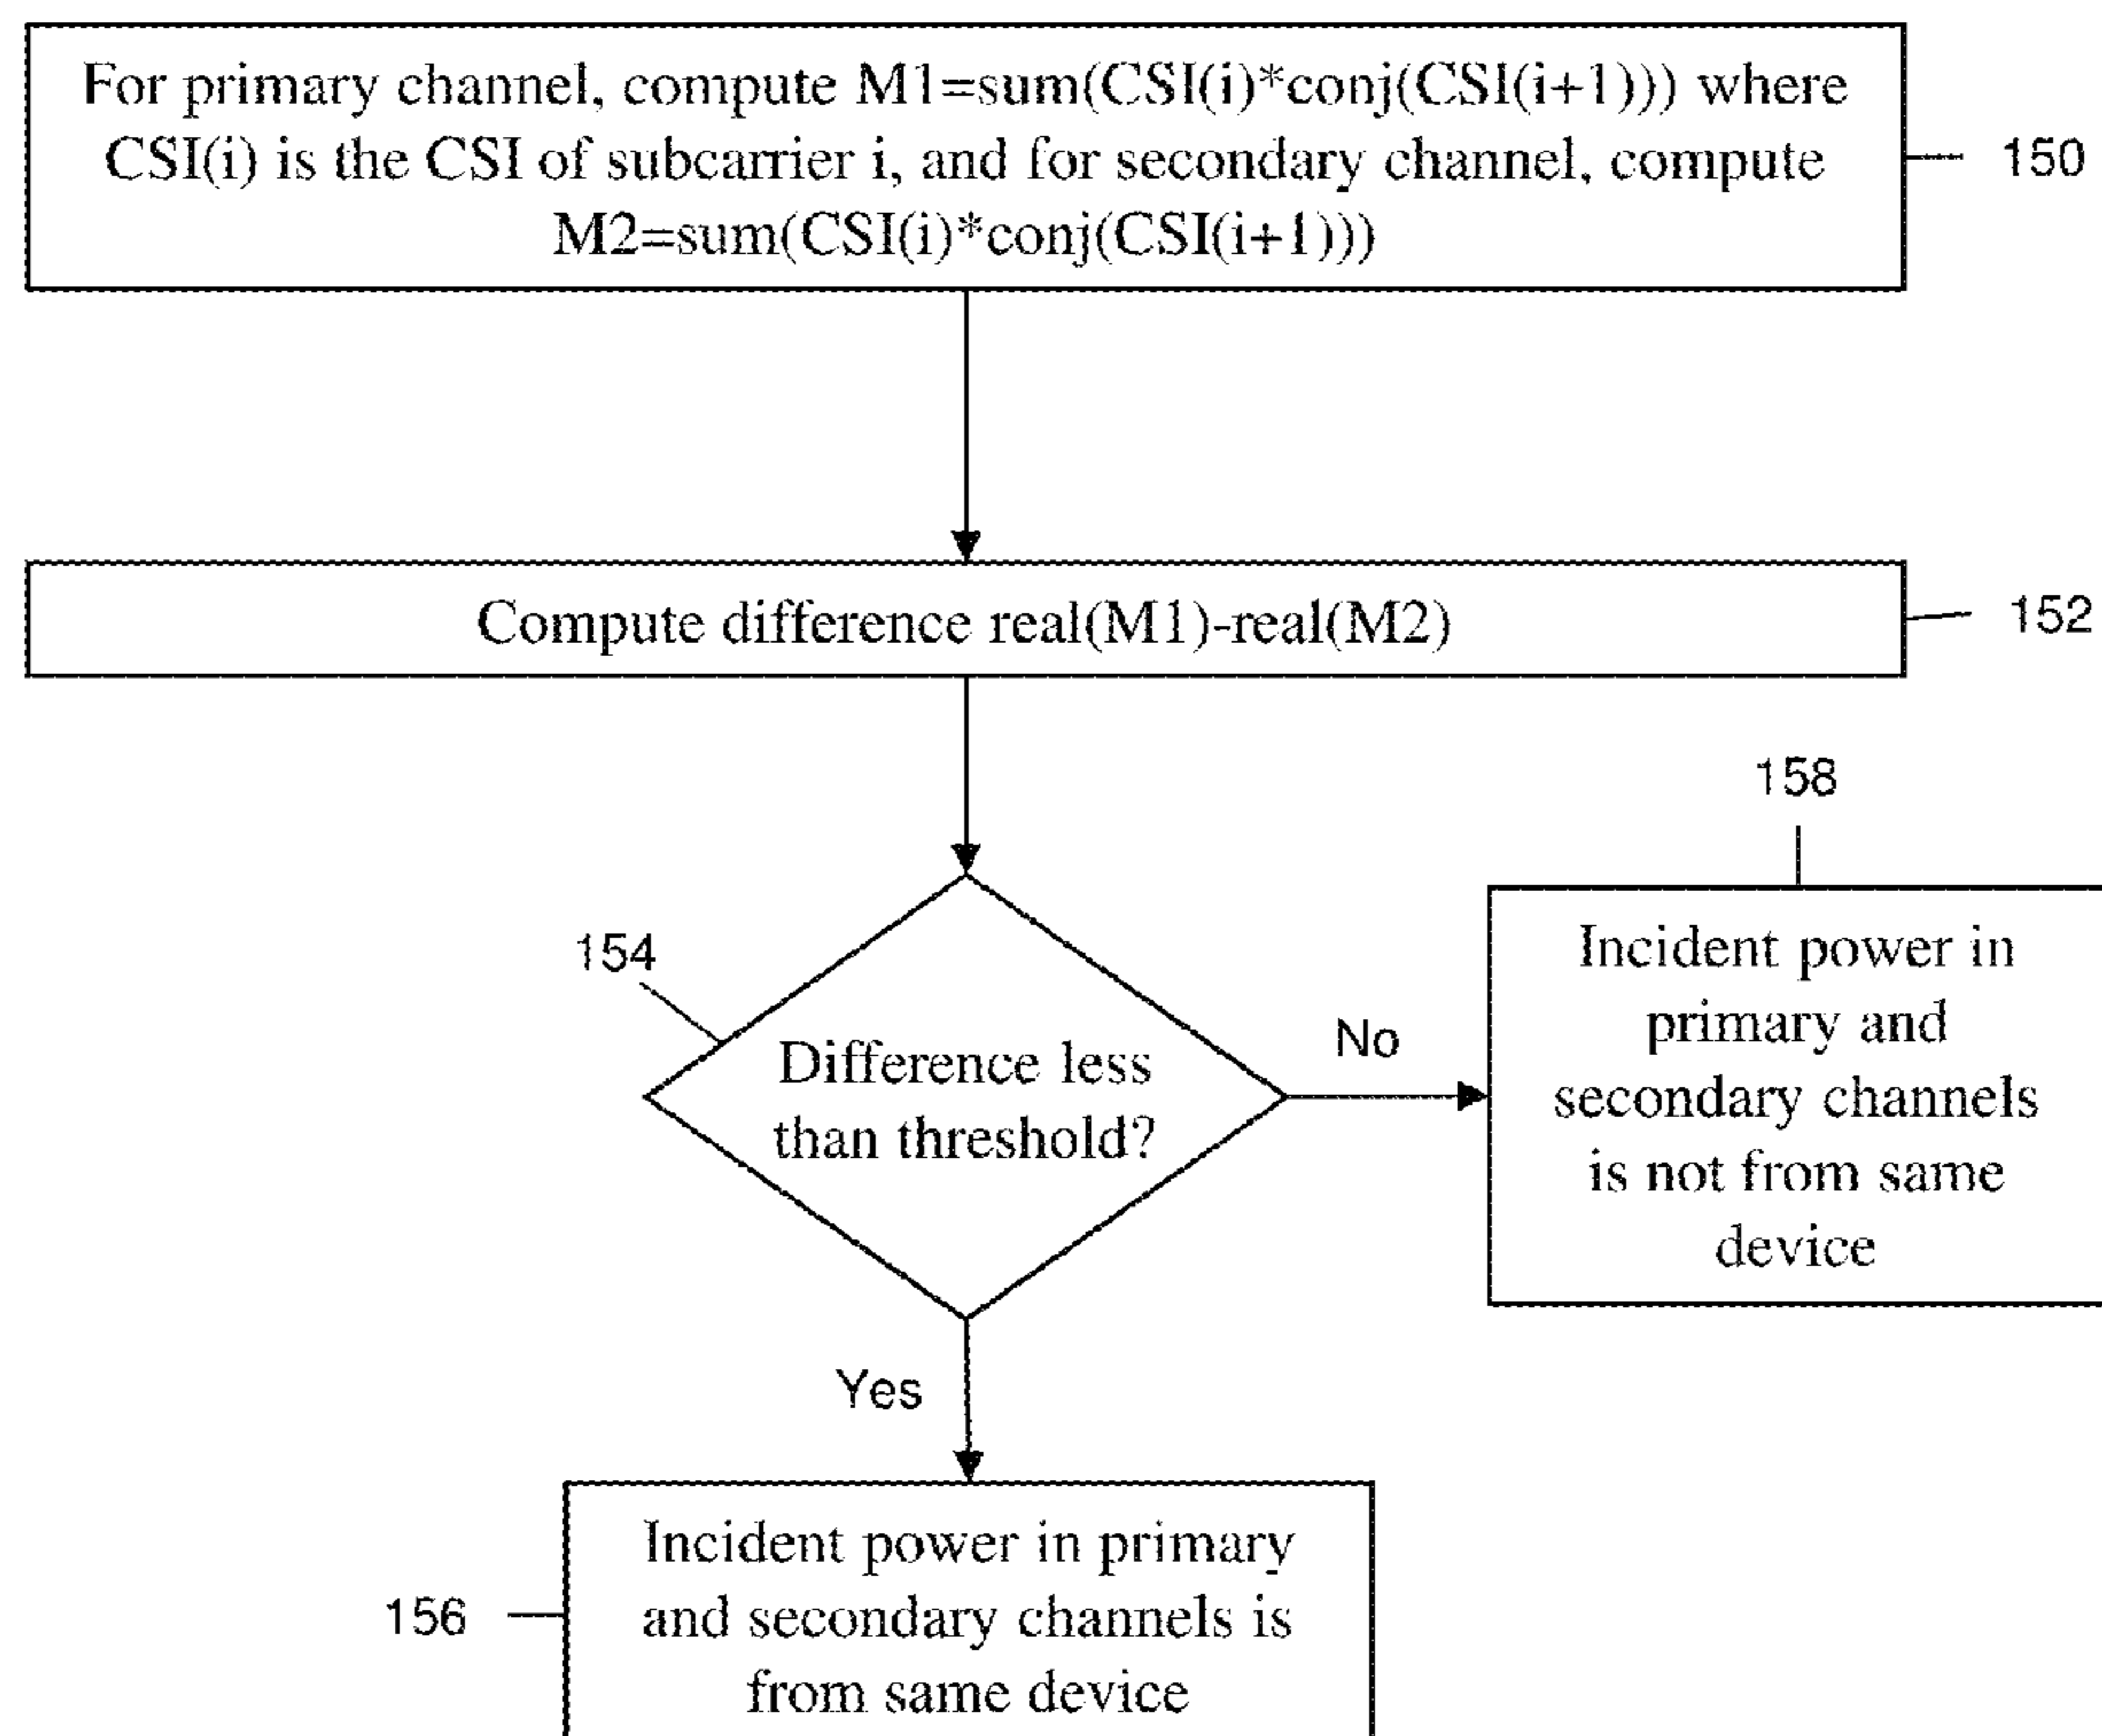 For primary channel, compute M1=sum(CSI(i)*conj(CSI(i+1))) where
CSI(i) is the CSI of subcarrier i, and for secondary channel, compute
M2=sum(CSI(i)*conj(CSI(i+1)))
150
Compute difference real(M1)-real(M2)
152
154
Difference less
than threshold?
No
158
Incident power in
primary and
secondary channels
is not from same
device
Yes
156
Incident power in primary
and secondary channels is
from same device